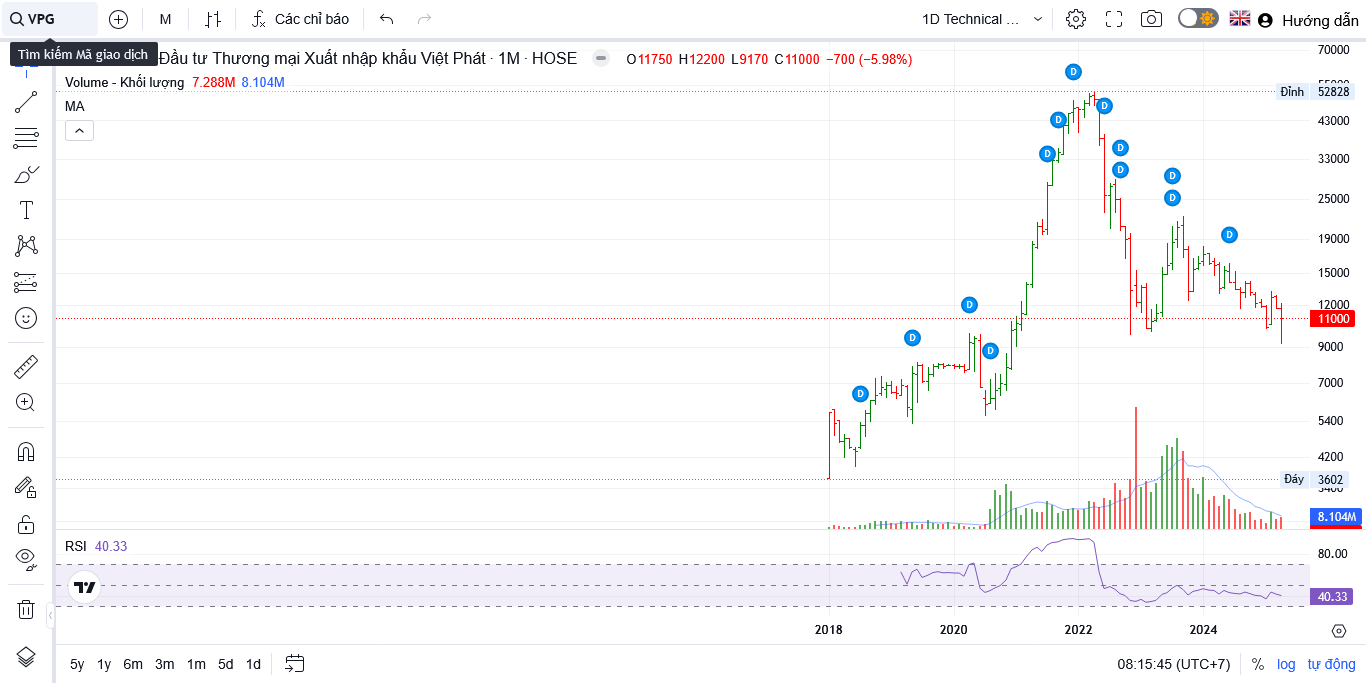 VPG
M
Các chỉ báo
1D Technical ...
Hướng dẫn
Tìm kiếm Mã giao dịch
Đầu tư Thương mại Xuất nhập khẩu Việt Phát · 1M · HOSE
O11750 H12200 L9170 C11000 −700 (−5.98%)
Volume - Khối lượng 7.288M 8.104M
MA
70000
55000
Đỉnh 52828
43000
33000
25000
19000
15000
12000
11000
9000
7000
5400
4200
Đáy 3602
3400
8.104M
D
D
D
D
D
D
D
D
D
D
D
D
D
RSI 40.33
80.00
40.33
2018 2020 2022 2024
5y 1y 6m 3m 1m 5d 1d
08:15:45 (UTC+7) % log tự động